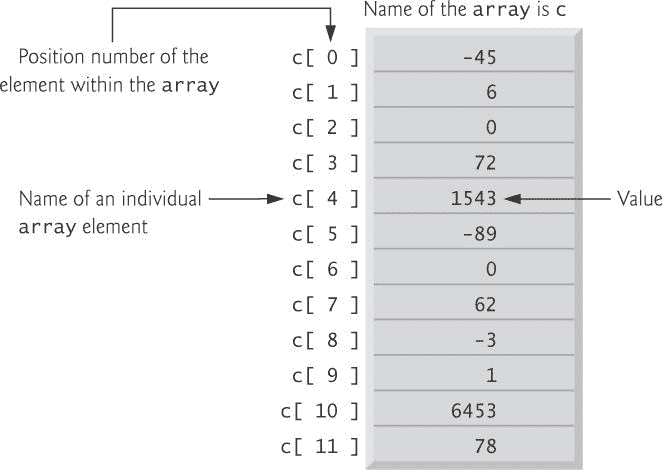 Name of the array is c
Position number of the
element within the array
c[ 0 ] -45
c[ 1 ] 6
c[ 2 ] 0
c[ 3 ] 72
Name of an individual
array element
c[ 4 ] 1543
Value
c[ 5 ] -89
c[ 6 ] 0
c[ 7 ] 62
c[ 8 ] -3
c[ 9 ] 1
c[ 10 ] 6453
c[ 11 ] 78